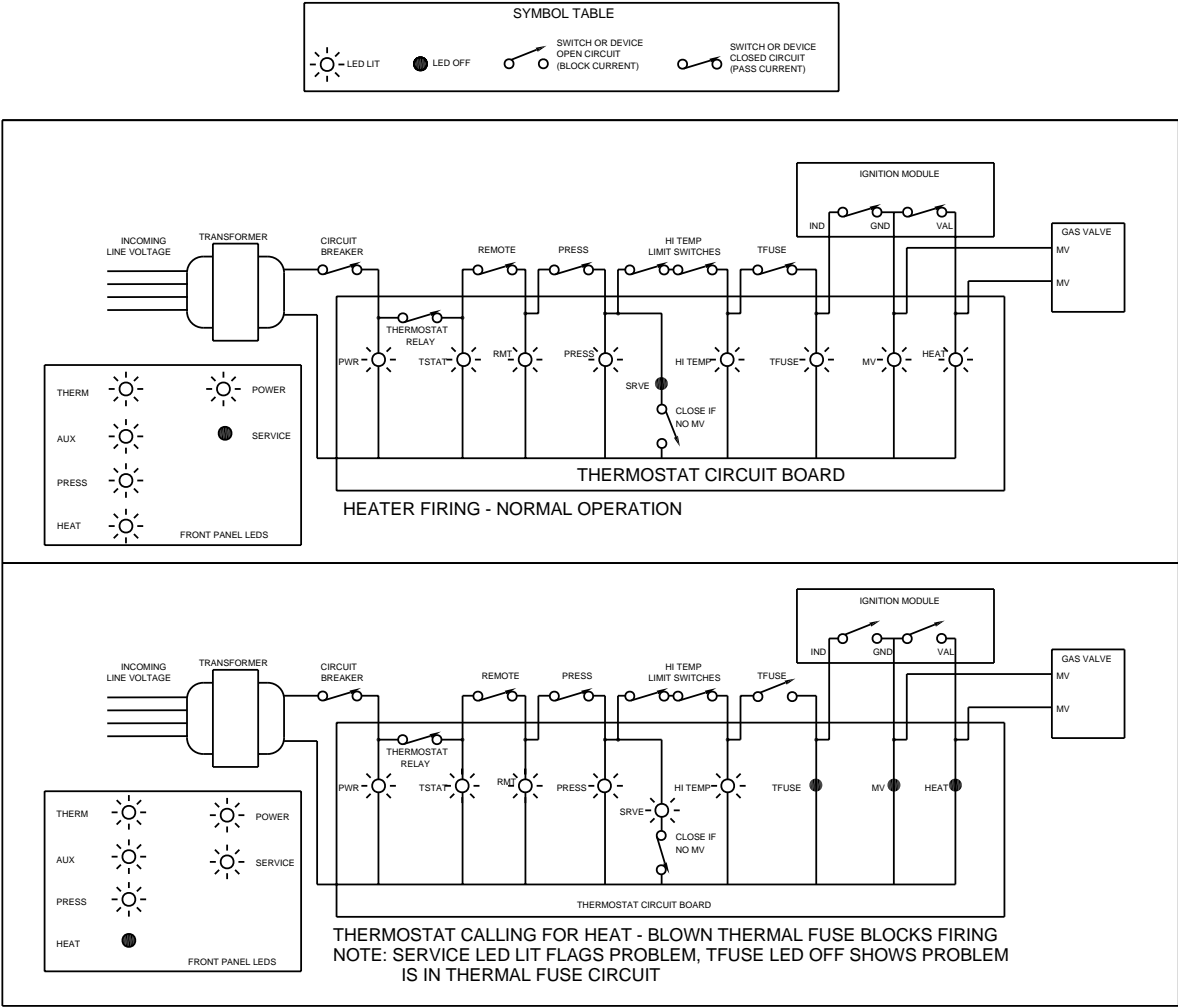 SYMBOL TABLE
LED LIT
LED OFF
SWITCH OR DEVICE
OPEN CIRCUIT
(BLOCK CURRENT)
SWITCH OR DEVICE
CLOSED CIRCUIT
(PASS CURRENT)
IGNITION MODULE
IND
GND
VAL
GAS VALVE
MV
MV
INCOMING
LINE VOLTAGE
TRANSFORMER
CIRCUIT
BREAKER
REMOTE
PRESS
HI TEMP
LIMIT SWITCHES
TFUSE
THERMOSTAT
RELAY
PWR
TSTAT
RMT
PRESS
SRVE
CLOSE IF
NO MV
HI TEMP
TFUSE
MV
HEAT
THERMOSTAT CIRCUIT BOARD
THERM
POWER
AUX
SERVICE
PRESS
HEAT
FRONT PANEL LEDS
HEATER FIRING - NORMAL OPERATION
IGNITION MODULE
IND
GND
VAL
GAS VALVE
MV
MV
INCOMING
LINE VOLTAGE
TRANSFORMER
CIRCUIT
BREAKER
REMOTE
PRESS
HI TEMP
LIMIT SWITCHES
TFUSE
THERMOSTAT
RELAY
PWR
TSTAT
RMT
PRESS
SRVE
CLOSE IF
NO MV
HI TEMP
TFUSE
MV
HEAT
THERMOSTAT CIRCUIT BOARD
THERM
POWER
AUX
SERVICE
PRESS
HEAT
FRONT PANEL LEDS
THERMOSTAT CALLING FOR HEAT - BLOWN THERMAL FUSE BLOCKS FIRING
NOTE: SERVICE LED LIT FLAGS PROBLEM, TFUSE LED OFF SHOWS PROBLEM
IS IN THERMAL FUSE CIRCUIT